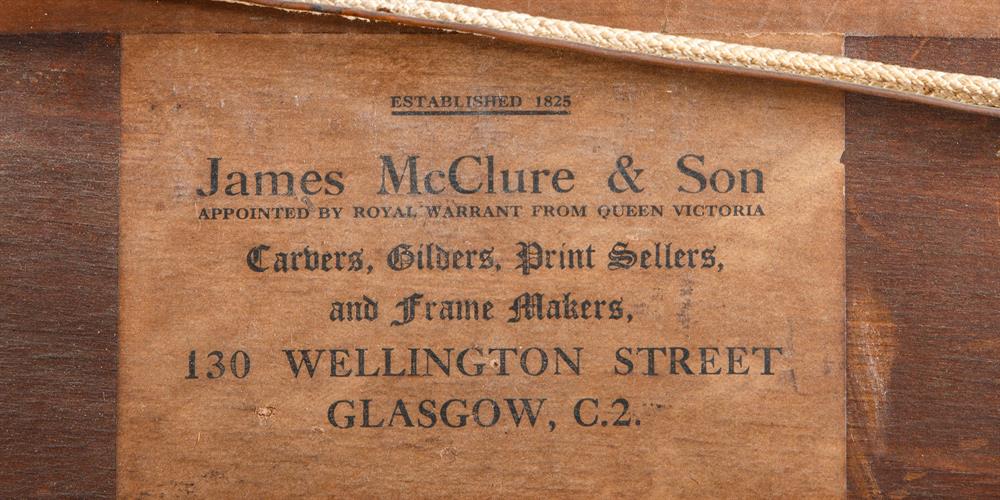 ESTABLISHED 1825
James McClure & Son
APPOINTED BY ROYAL WARRANT FROM QUEEN VICTORIA
Carvers, Gilders, Print Sellers,
and Frame Makers,
130 WELLINGTON STREET
GLASGOW, C.2.